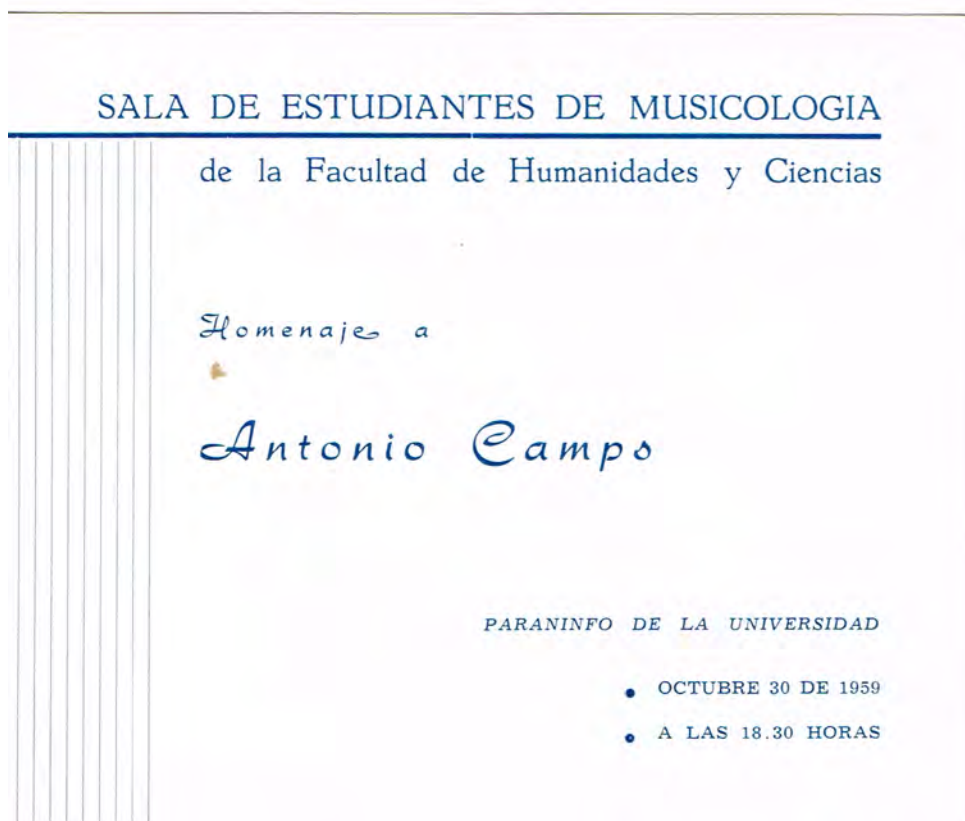 SALA DE ESTUDIANTES DE MUSICOLOGIA
de la Facultad de Humanidades y Ciencias
Homenaje a
Antonio Campo
PARANINFO DE LA UNIVERSIDAD
• OCTUBRE 30 DE 1959
• A LAS 18.30 HORAS